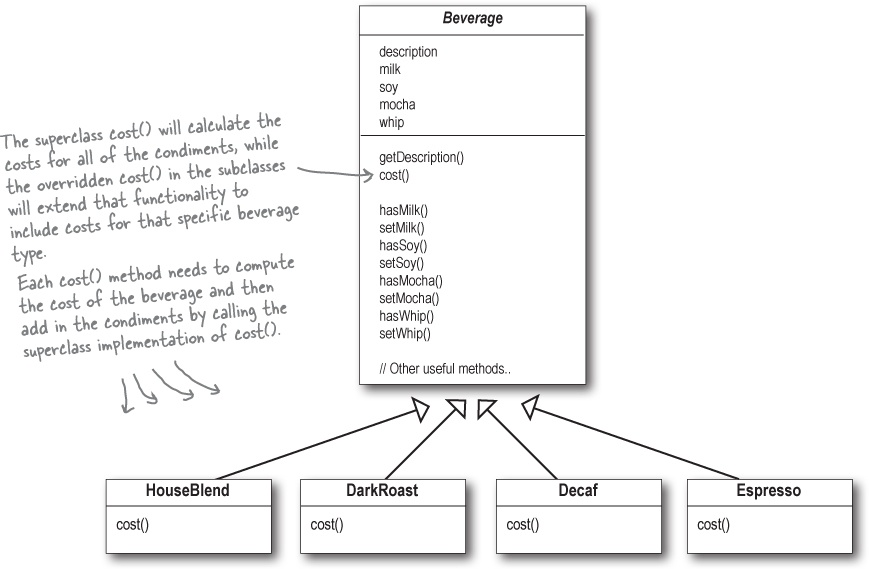 Beverage
description
milk
soy
mocha
whip
The superclass cost() will calculate the
costs for all of the condiments, while
the overridden cost() in the subclasses
will extend that functionality to
include costs for that specific beverage
type.
Each cost() method needs to compute
the cost of the beverage and then
add in the condiments by calling the
superclass implementation of cost().
getDescription()
cost()
hasMilk()
setMilk()
hasSoy()
setSoy()
hasMocha()
setMocha()
hasWhip()
setWhip()
// Other useful methods..
HouseBlend
cost()
DarkRoast
cost()
Decaf
cost()
Espresso
cost()